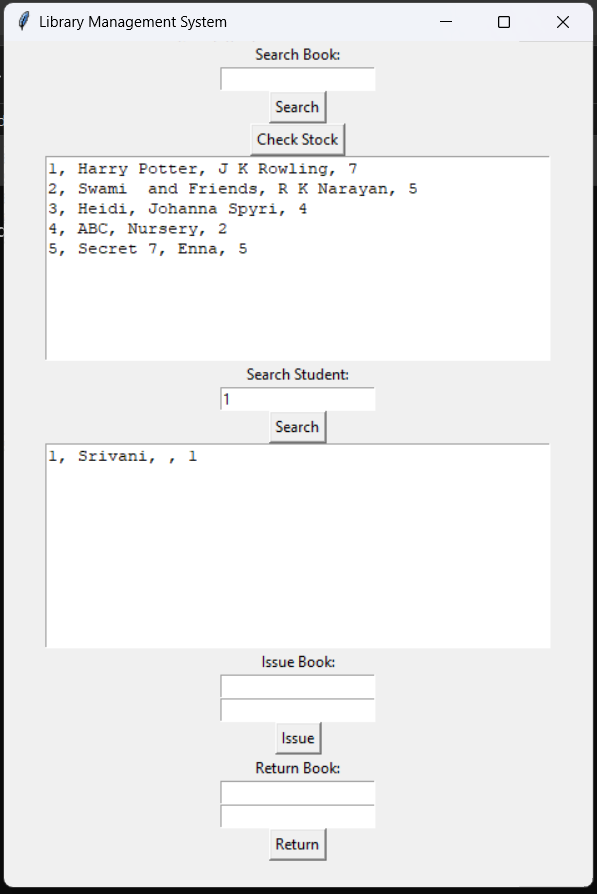 Library Management System
Search Book:
Search
Check Stock
1, Harry Potter, J K Rowling, 7
2, Swami  and Friends, R K Narayan, 5
3, Heidi, Johanna Spyri, 4
4, ABC, Nursery, 2
5, Secret 7, Enna, 5
Search Student:
1
Search
1, Srivani, , 1
Issue Book:
Issue
Return Book:
Return